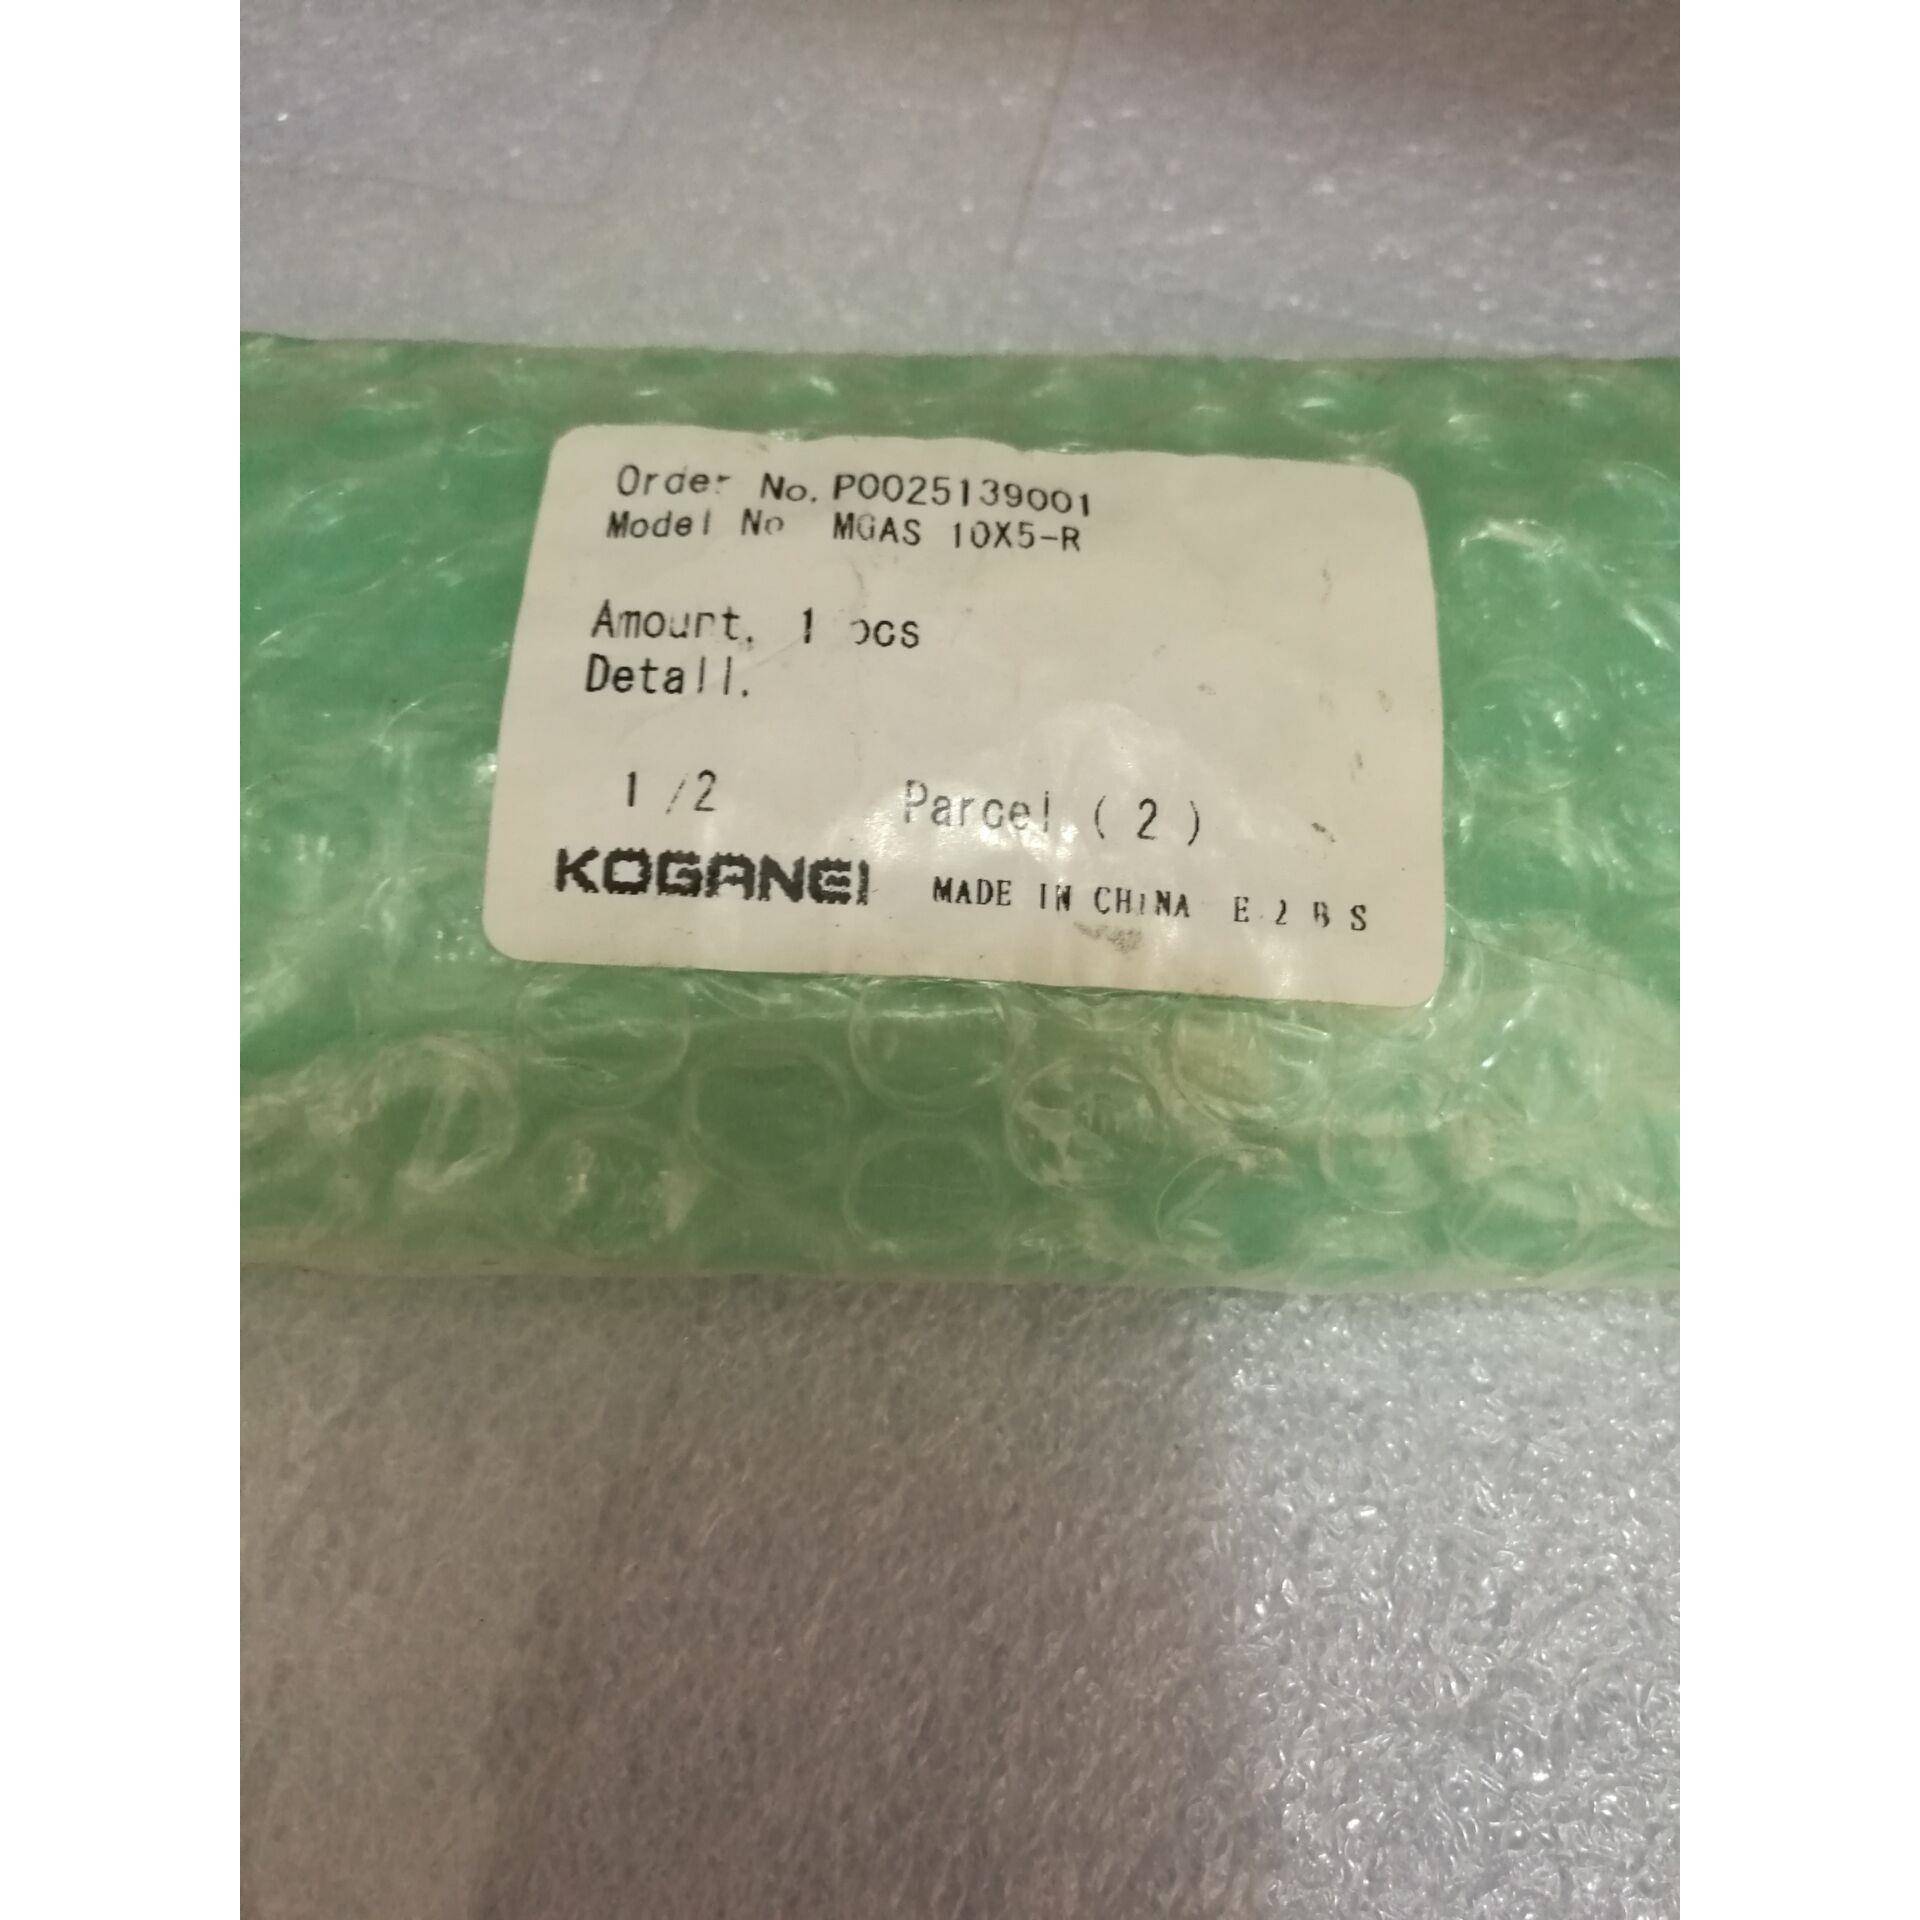 Order No. P0025139001
Model No MGAS 10X5-R
Amount. 1 pcs
Detail.
1 /2 Parcel ( 2 )
KOGANEI MADE IN CHINA E 2 B S